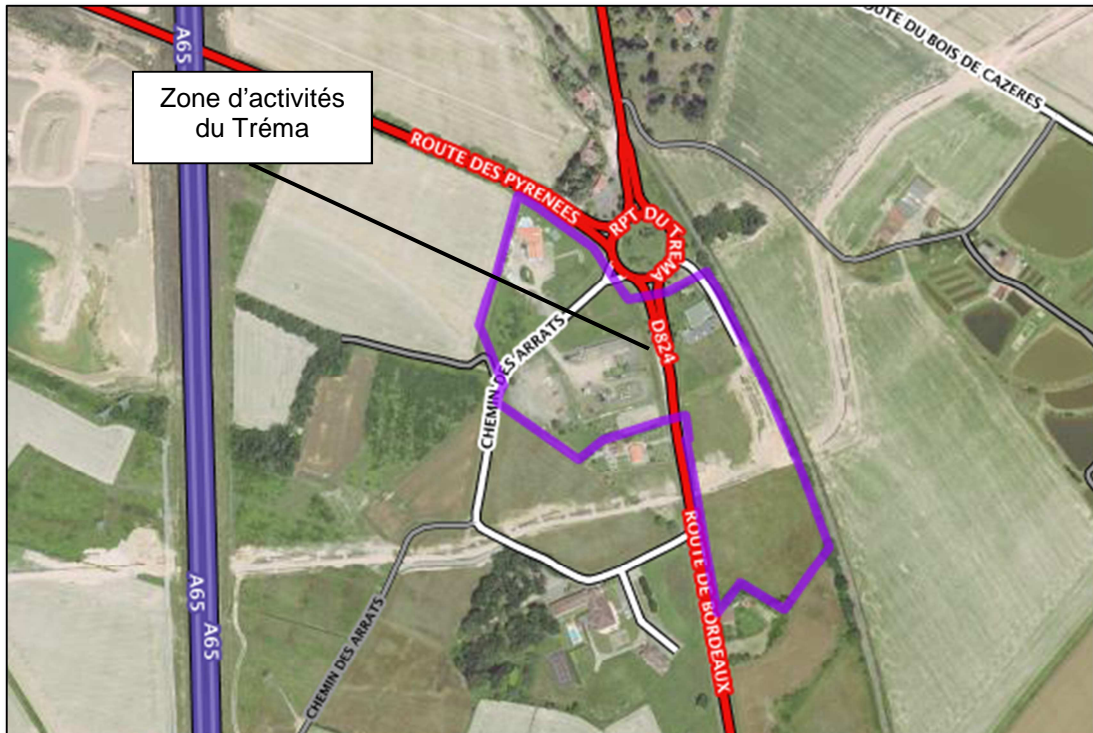 A65
ROUTE DU BOIS DE CAZERES
Zone d'activités
du Tréma
ROUTE DES PYRENEES
RPT DU TREMA
D824
CHEMIN DES ARRATS
ROUTE DE BORDEAUX
A65
A65
CHEMIN DES ARRATS